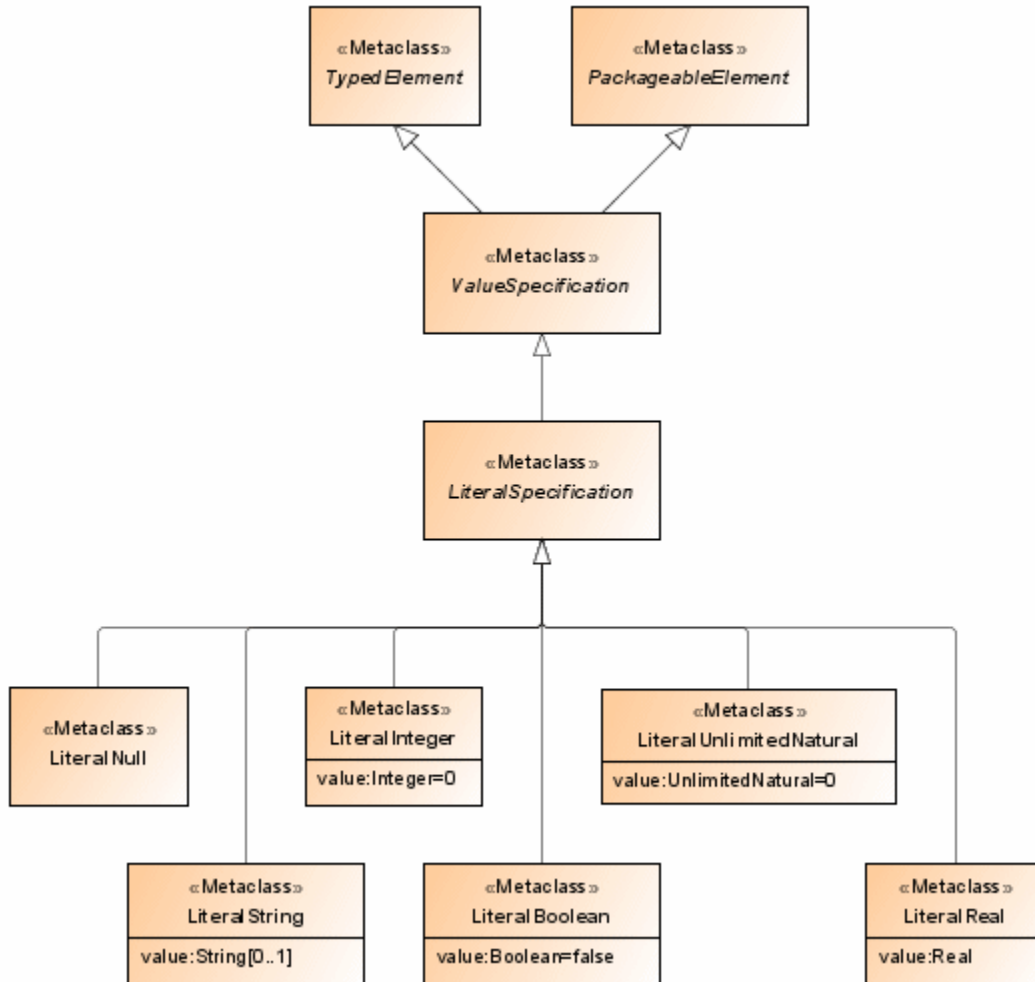 «Metaclass»
TypedElement
«Metaclass»
PackageableElement
«Metaclass»
ValueSpecification
«Metaclass»
LiteralSpecification
«Metaclass»
LiteralNull
«Metaclass»
LiteralInteger
value:Integer=0
«Metaclass»
LiteralUnlimitedNatural
value:UnlimitedNatural=0
«Metaclass»
LiteralString
value:String[0..1]
«Metaclass»
LiteralBoolean
value:Boolean=false
«Metaclass»
LiteralReal
value:Real